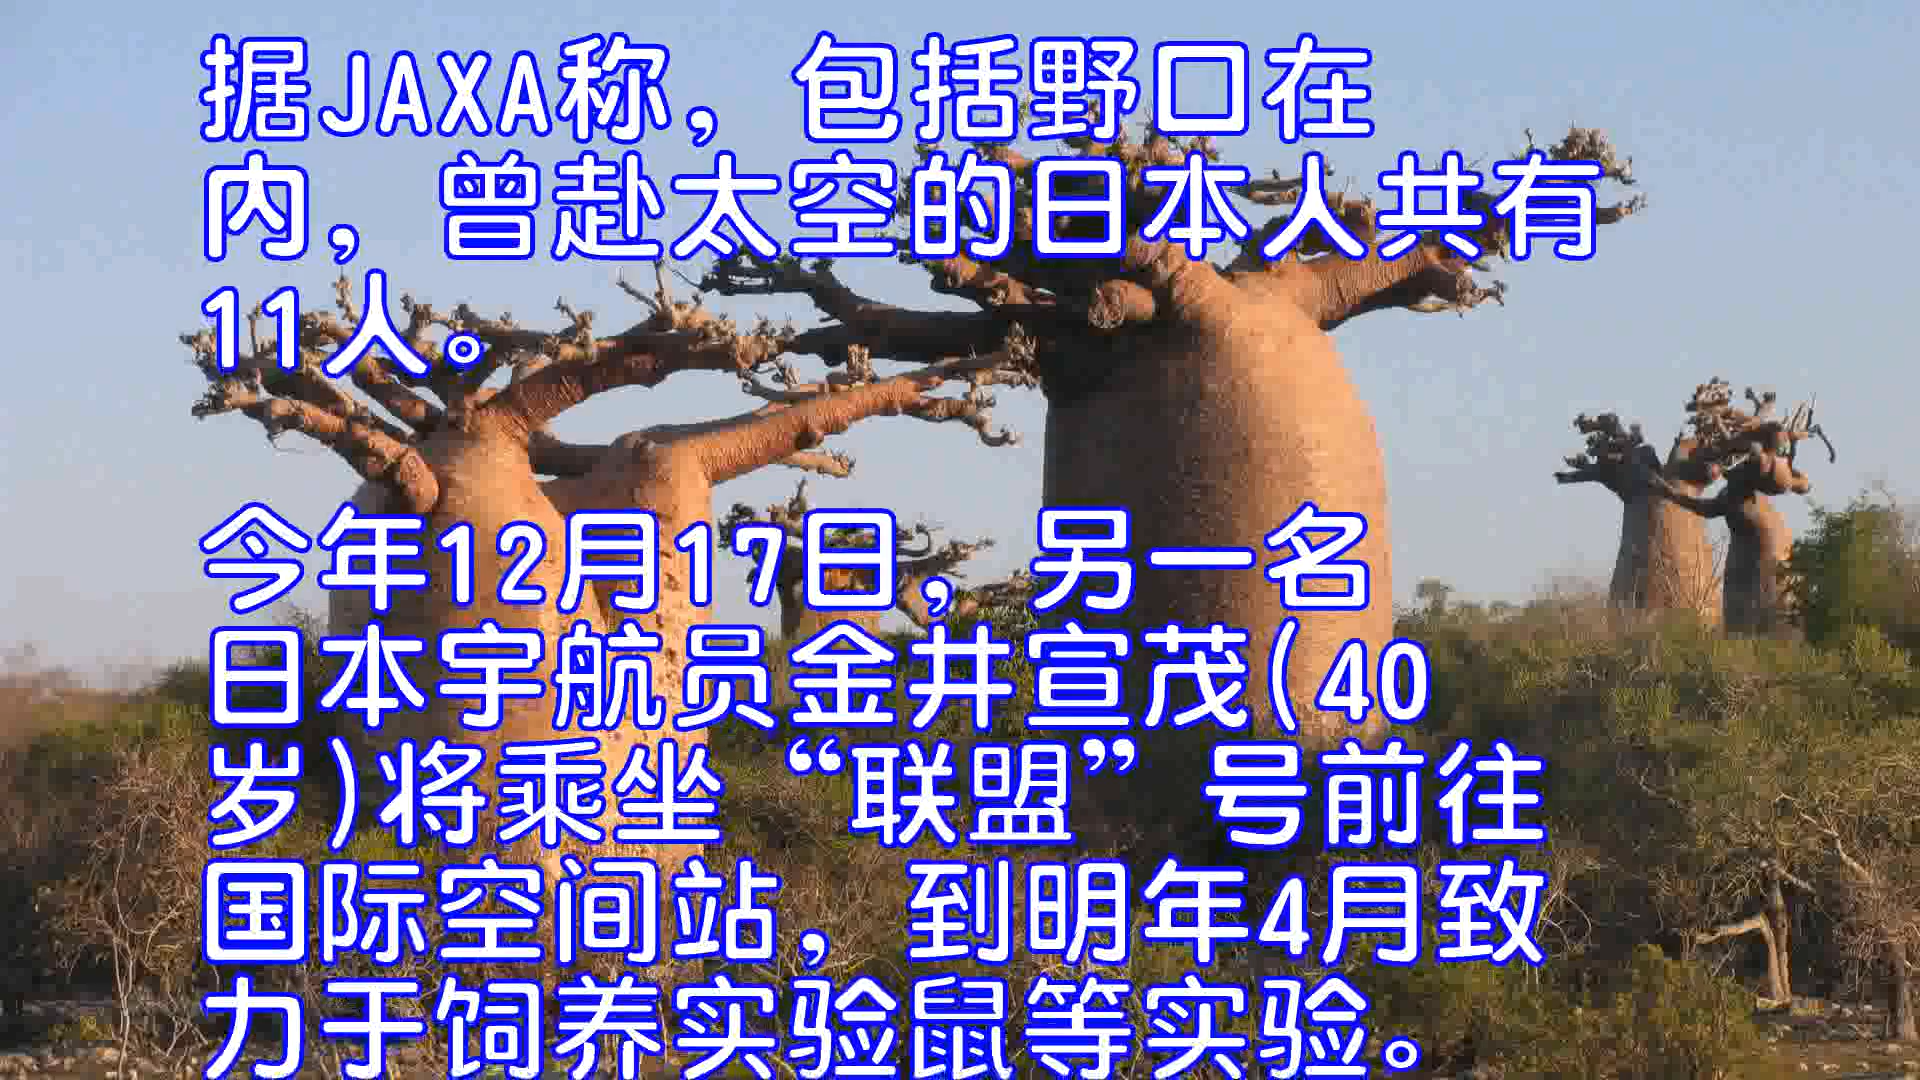 据JAXA称，包括野口在
内，曾赴太空的日本人共有
11人。
今年12月17日，另一名
日本宇航员金井宣茂(40
岁)将乘坐“联盟”号前往
国际空间站，到明年4月致
力于饲养实验鼠等实验。